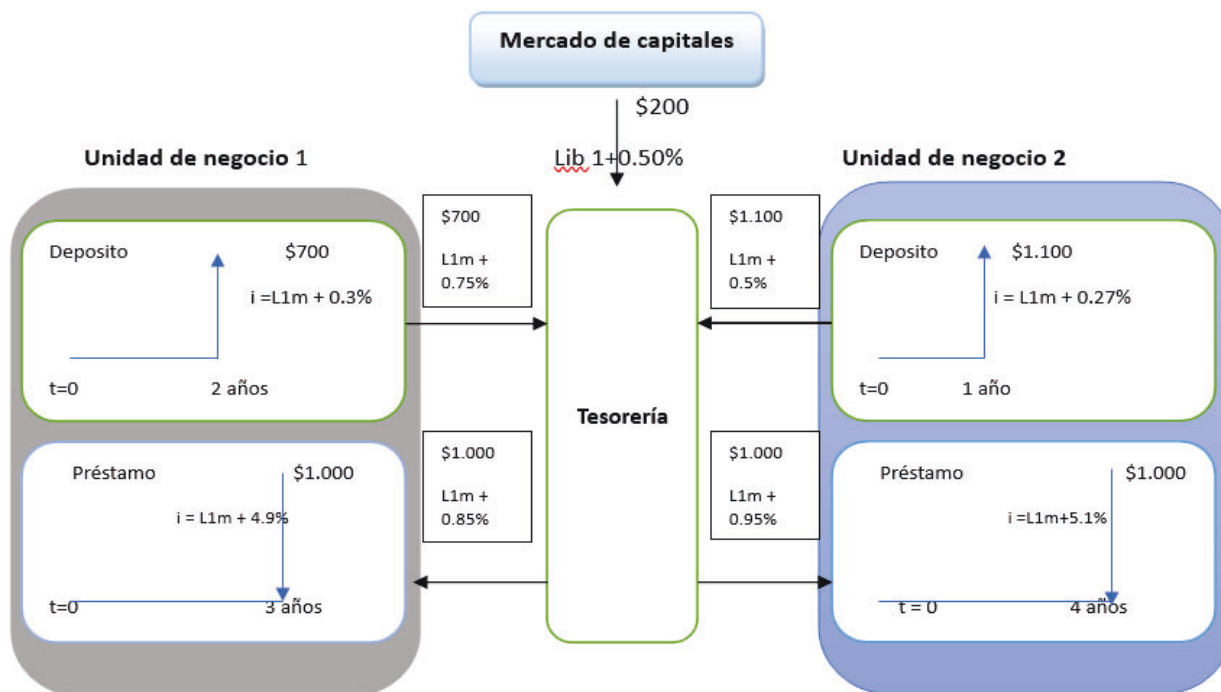 Mercado de capitales
$200
Lib 1+0.50%
Unidad de negocio 1
Deposito
$700
i =L1m + 0.3%
t=0
2 años
Préstamo
$1.000
i = L1m + 4.9%
t=0
3 años
$700
L1m +
0.75%
$1.000
L1m +
0.85%
Tesorería
$1.100
L1m +
0.5%
$1.000
L1m +
0.95%
Unidad de negocio 2
Deposito
$1.100
i = L1m + 0.27%
t=0
1 año
Préstamo
$1.000
i =L1m+5.1%
t = 0
4 años